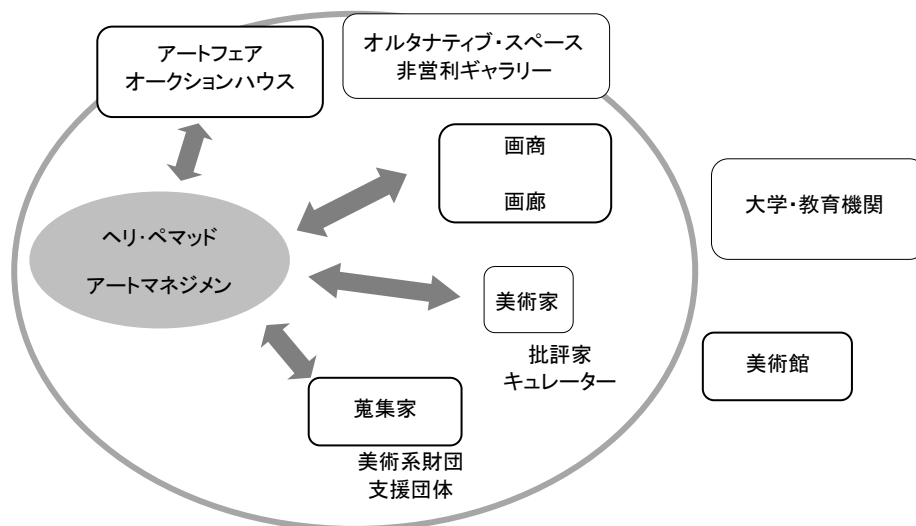 アートフェア
オークションハウス
オルタナティブ・スペース
非営利ギャラリー
画商
画廊
大学・教育機関
ヘリ・ペマッド
アートマネジメン
美術家
批評家
キュレーター
美術館
蒐集家
美術系財団
支援団体